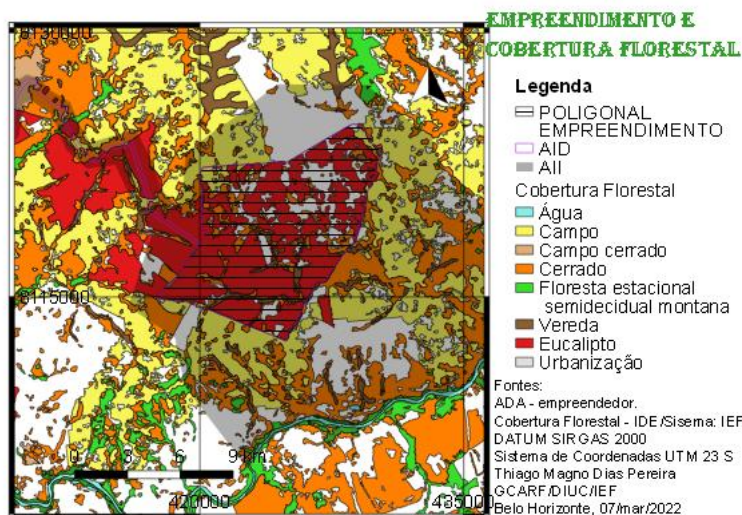 EMPREENDIMENTO E
COBERTURA FLORESTAL
8130000
8115000
0 3 6 9 1 m
420000
435000
Legenda
POLIGONAL
EMPREENDIMENTO
AID
AII
Cobertura Florestal
Água
Campo
Campo cerrado
Cerrado
Floresta estacional
semidecidual montana
Vereda
Eucalipto
Urbanização
Fontes:
ADA - empreendedor.
Cobertura Florestal - IDE/Sisema: IEF
DATUM SIRGAS 2000
Sistema de Coordenadas UTM 23 S
Thiago Magno Dias Pereira
GCARF/DIUC/IEF
Belo Horizonte, 07/mar/2022